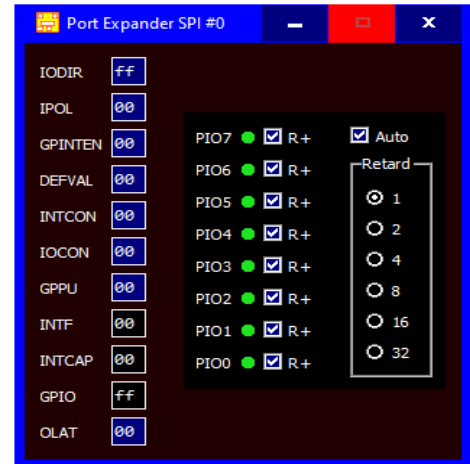 Port Expander SPI #0
IODIR ff
IPOL 00
GPINTEN 00
DEFVAL 00
INTCON 00
IOCON 00
GPPU 00
INTF 00
INTCAP 00
GPIO ff
OLAT 00
PIO7 R+
PIO6 R+
PIO5 R+
PIO4 R+
PIO3 R+
PIO2 R+
PIO1 R+
PIO0 R+
Auto
Retard
1
2
4
8
16
32